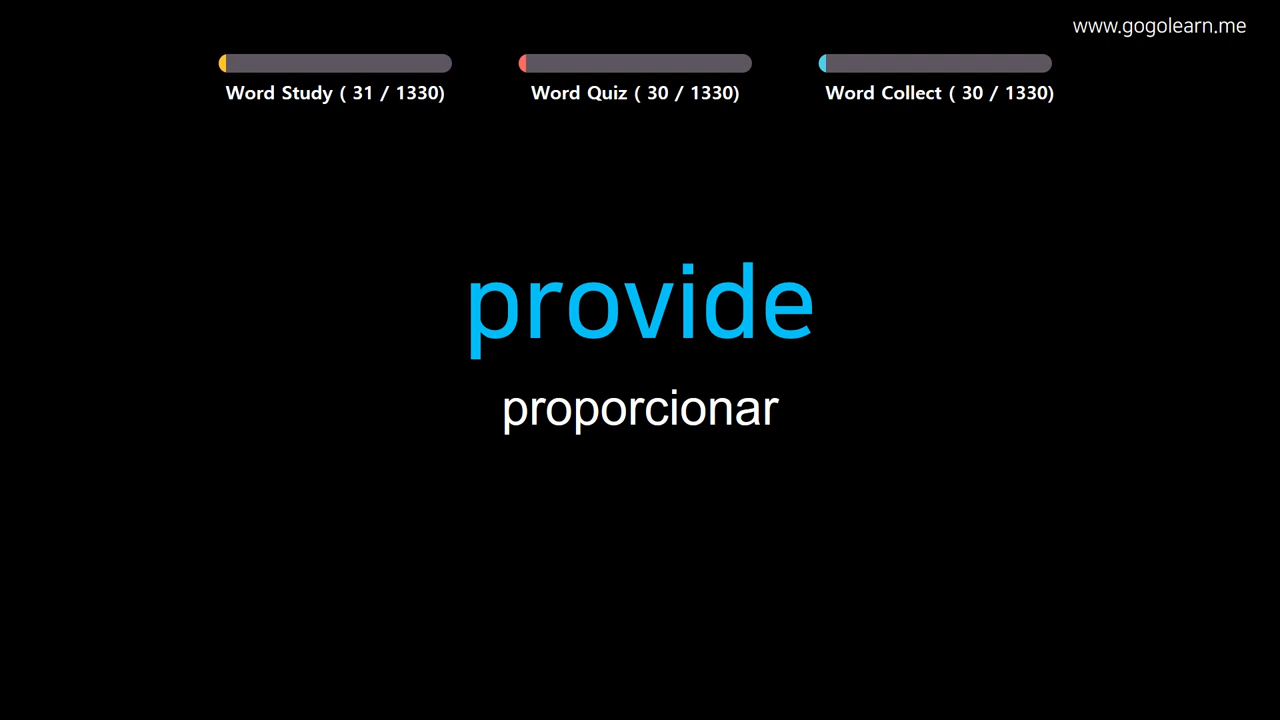 www.gogolearn.me
Word Study ( 31 / 1330)
Word Quiz ( 30 / 1330)
Word Collect ( 30 / 1330)
provide
proporcionar